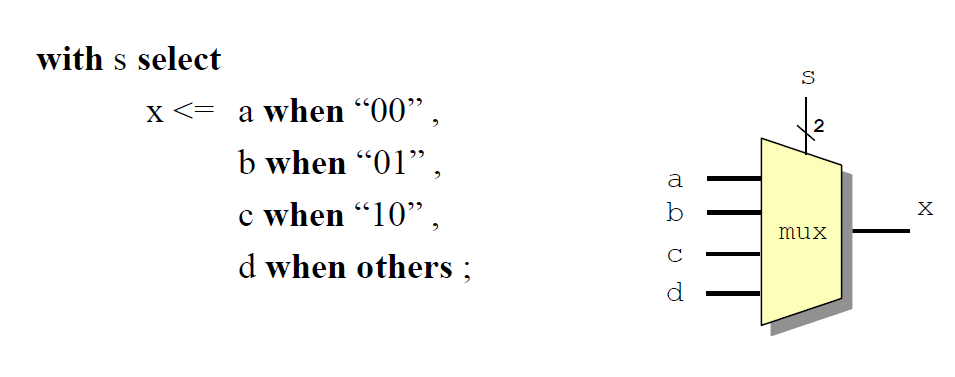 with s select
x <= a when “00” ,
b when “01” ,
c when “10” ,
d when others ;
s
2
a
b
c
d
mux
x